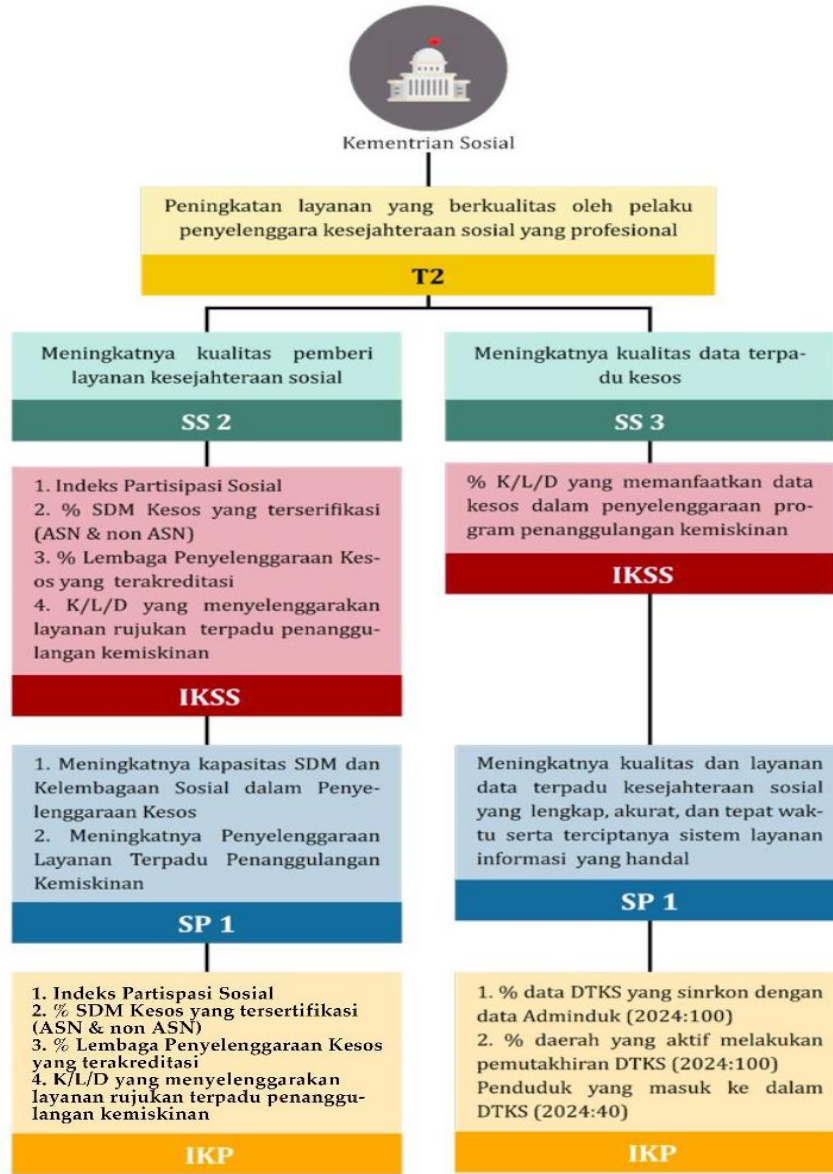 Kementrian Sosial
Peningkatan layanan yang berkualitas oleh pelaku
penyelenggara kesejahteraan sosial yang profesional
T2
Meningkatnya kualitas pemberi
layanan kesejahteraan sosial
SS 2
1. Indeks Partisipasi Sosial
2. % SDM Kesos yang terserifikasi
(ASN & non ASN)
3. % Lembaga Penyelenggaraan Kes-
os yang terakreditasi
4. K/L/D yang menyelenggarakan
layanan rujukan terpadu penanggu-
langan kemiskinan
IKSS
1. Meningkatnya kapasitas SDM dan
Kelembagaan Sosial dalam Penye-
lenggaraan Kesos
2. Meningkatnya Penyelenggaraan
Layanan Terpadu Penanggulangan
Kemiskinan
SP 1
1. Indeks Partispasi Sosial
2. % SDM Kesos yang tersertifikasi
(ASN & non ASN)
3. % Lembaga Penyelenggaraan Kesos
yang terakreditasi
4. K/L/D yang menyelenggarakan
layanan rujukan terpadu penanggu-
langan kemiskinan
IKP
Meningkatnya kualitas data terpa-
du kesos
SS 3
% K/L/D yang memanfaatkan data
kesos dalam penyelenggaraan pro-
gram penanggulangan kemiskinan
IKSS
Meningkatnya kualitas dan layanan
data terpadu kesejahteraan sosial
yang lengkap, akurat, dan tepat wak-
tu serta terciptanya sistem layanan
informasi yang handal
SP 1
1. % data DTKS yang sinrkon dengan
data Adminduk (2024:100)
2. % daerah yang aktif melakukan
pemutakhiran DTKS (2024:100)
Penduduk yang masuk ke dalam
DTKS (2024:40)
IKP